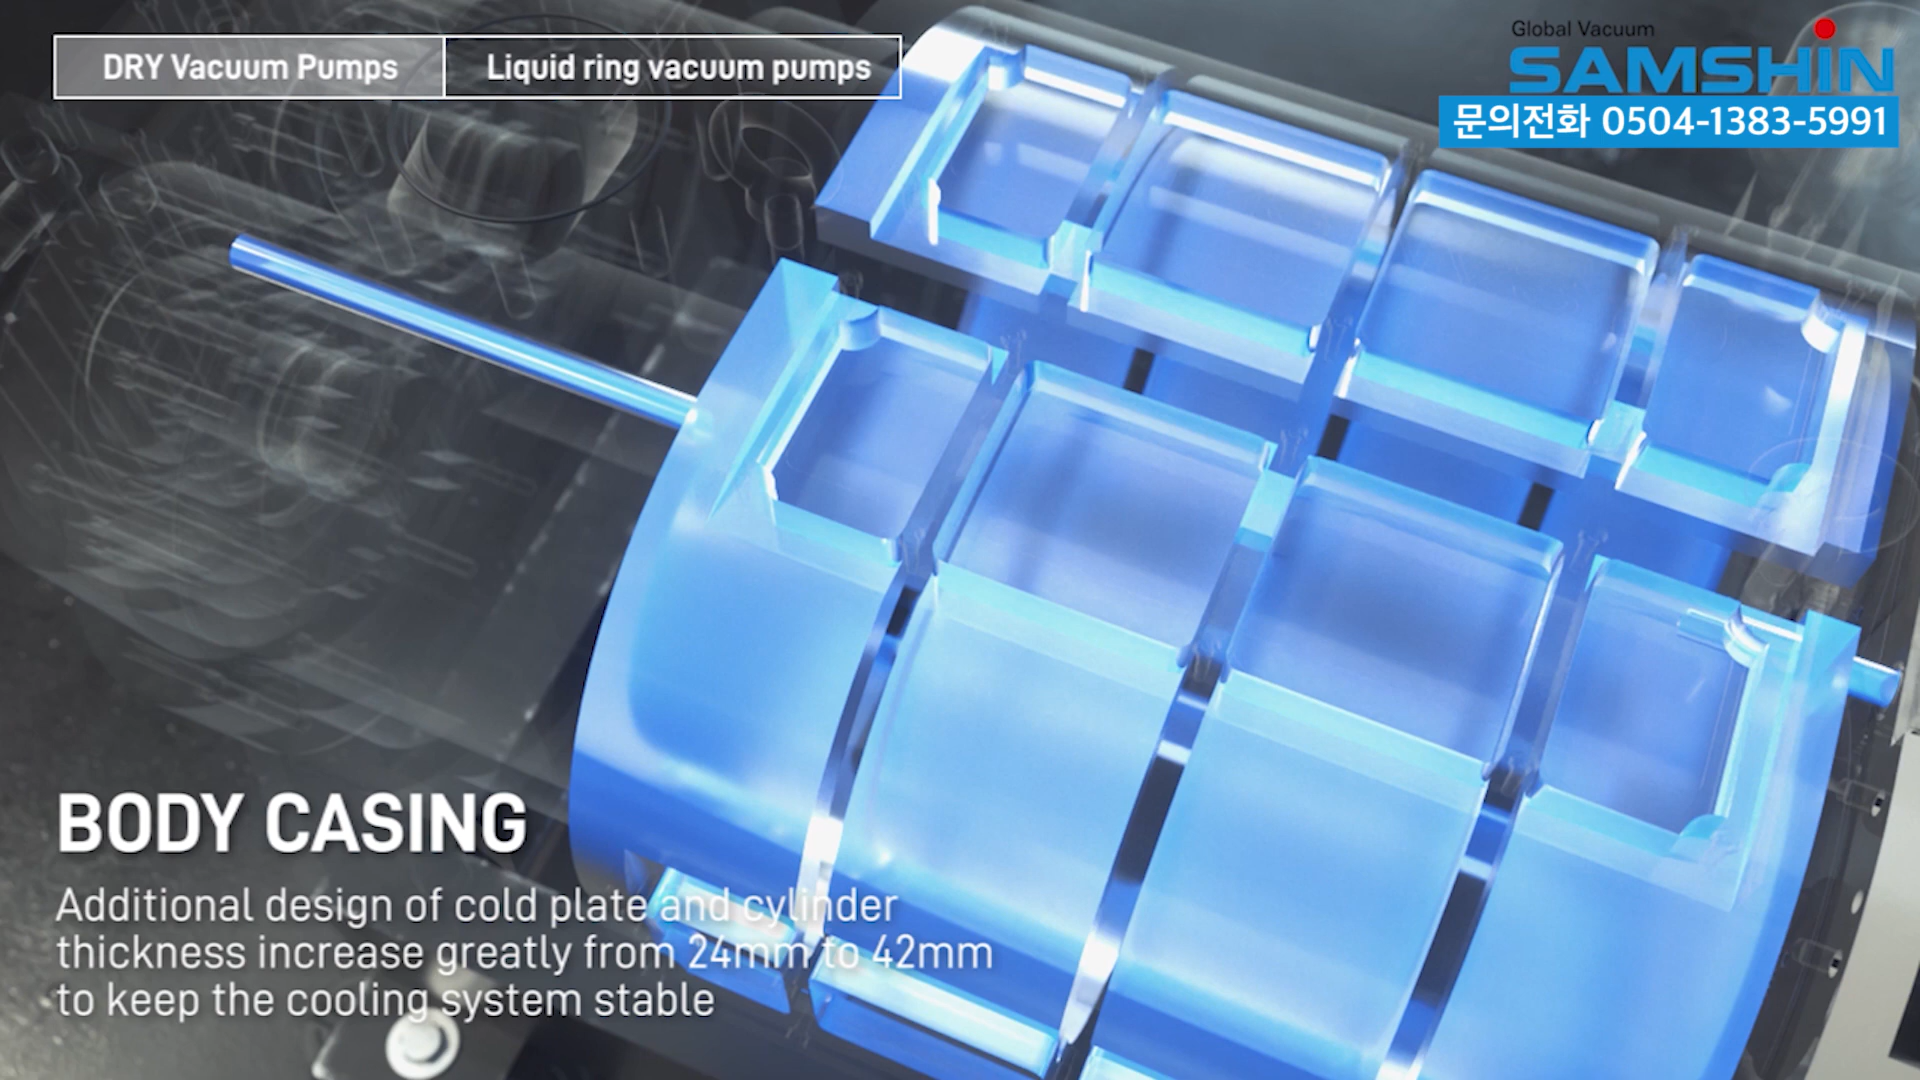 DRY Vacuum Pumps
Liquid ring vacuum pumps
Global Vacuum
SAMSHIN
문의전화 0504-1383-5991
BODY CASING
Additional design of cold plate and cylinder
thickness increase greatly from 24mm to 42mm
to keep the cooling system stable